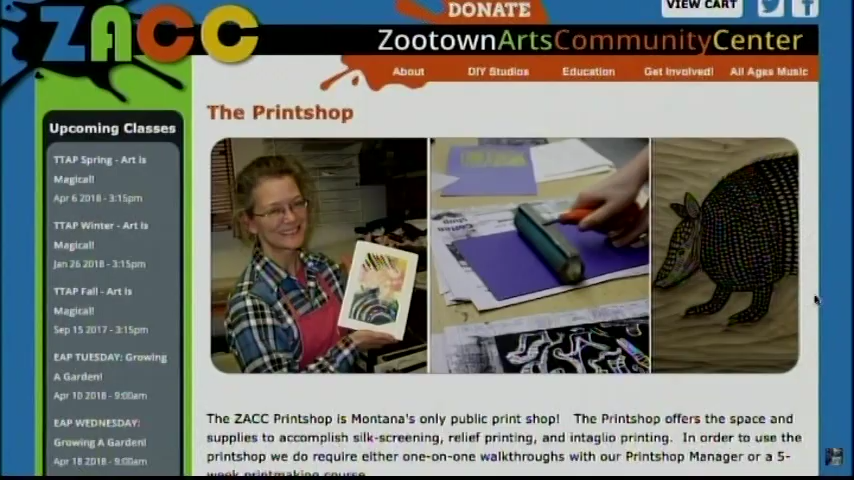 DONATE
VIEW CART
ZACC
ZootownArtsCommunityCenter
About DIY Studios Education Get Involved! All Ages Music
The Printshop
Upcoming Classes
TTAP Spring - Art is
Magical!
Apr 6 2018 - 3:15pm
TTAP Winter - Art is
Magical!
Jan 26 2018 - 3:15pm
TTAP Fall - Art is
Magical!
Sep 15 2017 - 3:15pm
EAP TUESDAY: Growing
A Garden!
Apr 10 2018 - 9:00am
EAP WEDNESDAY:
Growing A Garden!
Apr 18 2018 - 9:00am
The ZACC Printshop is Montana's only public print shop! The Printshop offers the space and
supplies to accomplish silk-screening, relief printing, and intaglio printing. In order to use the
printshop we do require either one-on-one walkthroughs with our Printshop Manager or a 5-
week printmaking course